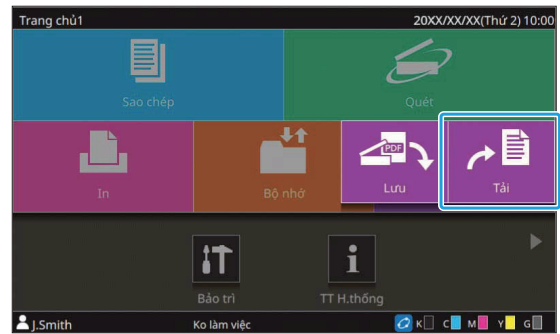 Trang chủ1 20XX/XX/XX(Thứ 2) 10:00
Sao chép Quét
PDF
In Bộ nhớ Lưu Tải
Bảo trì TT H.thống
J.Smith Ko làm việc K C M Y G